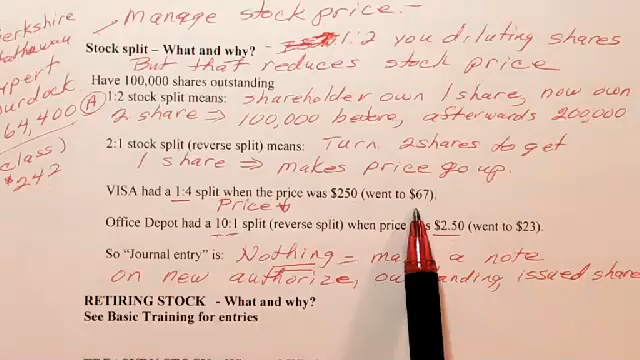 Manage stock price.-
Berkshire
Hathaway
Stock split – What and why? - 1:2 you diluting shares
But that reduces stock price
Have 100,000 shares outstanding
1:2 stock split means: shareholder own 1 share, now own
2 share ⇒ 100,000 before, afterwards 200,000
64,400 (A)
class)
$242
2:1 stock split (reverse split) means: Turn 2 shares to get
1 share ⇒ makes price go up.
VISA had a 1:4 split when the price was $250 (went to $67).
Price ↓
Office Depot had a 10:1 split (reverse split) when price $2.50 (went to $23).
So "Journal entry" is: Nothing = a note
on new authorize, issued share
RETIRING STOCK - What and why?
See Basic Training for entries